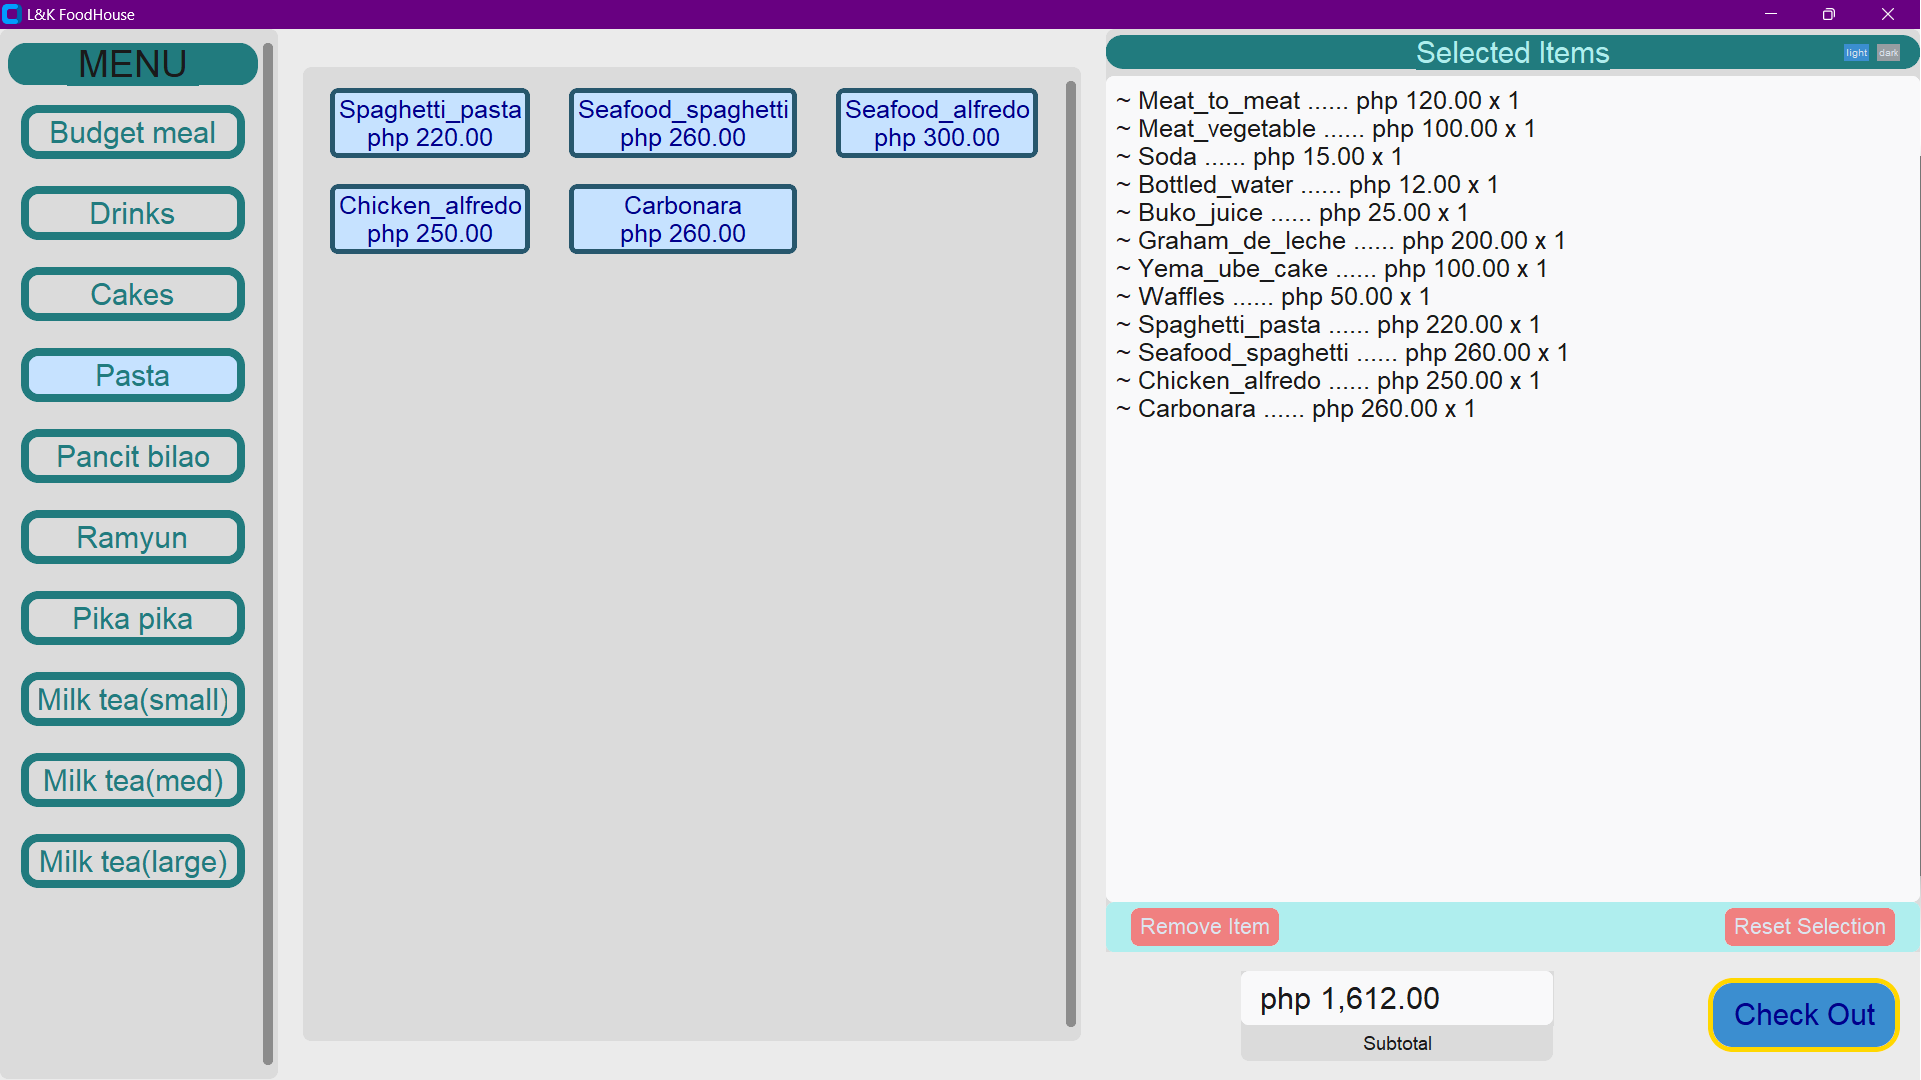 L&K FoodHouse
MENU
Budget meal
Drinks
Cakes
Pasta
Pancit bilao
Ramyun
Pika pika
Milk tea(small)
Milk tea(med)
Milk tea(large)
Spaghetti_pasta
php 220.00
Seafood_spaghetti
php 260.00
Seafood_alfredo
php 300.00
Chicken_alfredo
php 250.00
Carbonara
php 260.00
Selected Items
light
dark
~ Meat_to_meat ...... php 120.00 x 1
~ Meat_vegetable ...... php 100.00 x 1
~ Soda ...... php 15.00 x 1
~ Bottled_water ...... php 12.00 x 1
~ Buko_juice ...... php 25.00 x 1
~ Graham_de_leche ...... php 200.00 x 1
~ Yema_ube_cake ...... php 100.00 x 1
~ Waffles ...... php 50.00 x 1
~ Spaghetti_pasta ...... php 220.00 x 1
~ Seafood_spaghetti ...... php 260.00 x 1
~ Chicken_alfredo ...... php 250.00 x 1
~ Carbonara ...... php 260.00 x 1
Remove Item
Reset Selection
php 1,612.00
Subtotal
Check Out